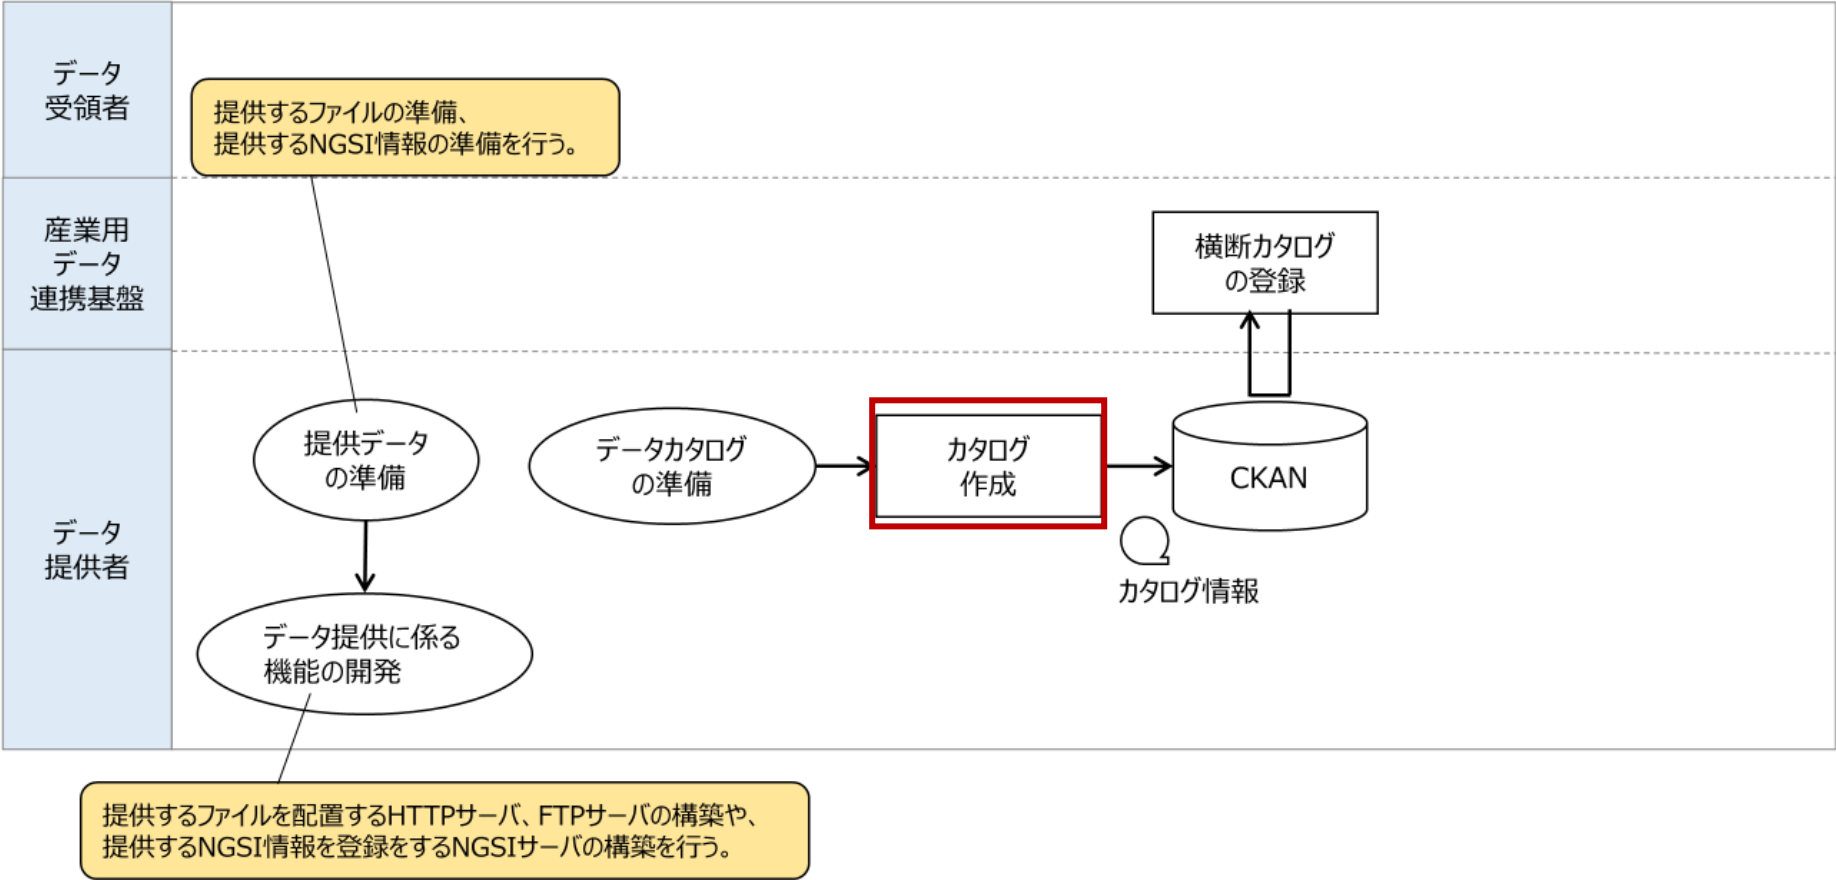 データ
受領者
提供するファイルの準備、
提供するNGSI情報の準備を行う。
産業用
データ
連携基盤
横断カタログ
の登録
データ
提供者
提供データ
の準備
データカタログ
の準備
カタログ
作成
CKAN
カタログ情報
データ提供に係る
機能の開発
提供するファイルを配置するHTTPサーバ、FTPサーバの構築や、
提供するNGSI情報を登録をするNGSIサーバの構築を行う。